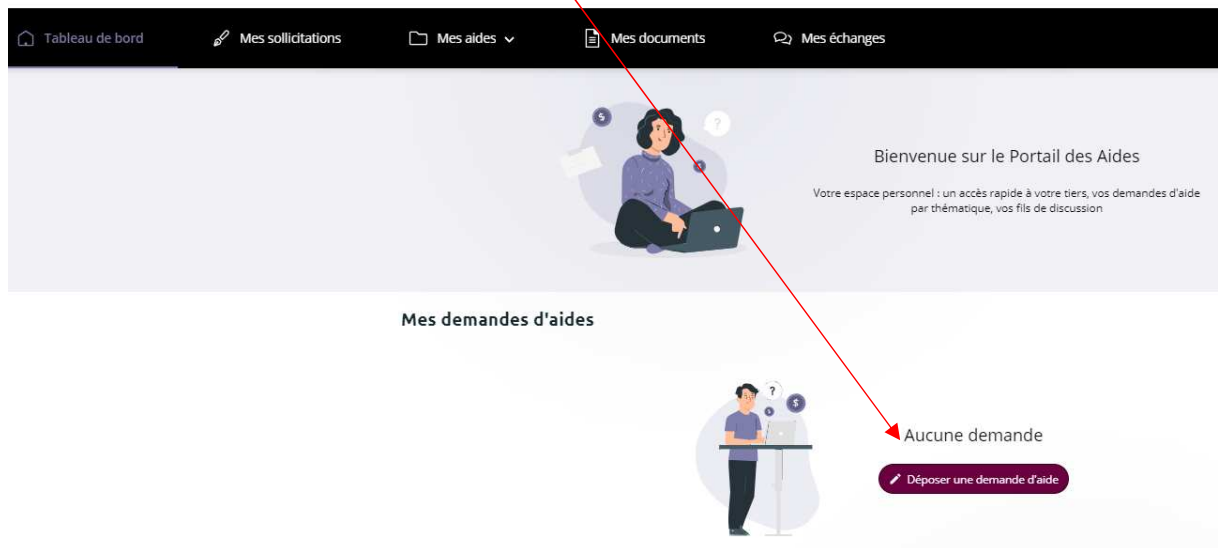 Tableau de bord Mes sollicitations Mes aides Mes documents Mes échanges
$ ? $
Bienvenue sur le Portail des Aides
Votre espace personnel : un accès rapide à votre tiers, vos demandes d'aide
par thématique, vos fils de discussion
Mes demandes d'aides
? $ $
Aucune demande
Déposer une demande d'aide